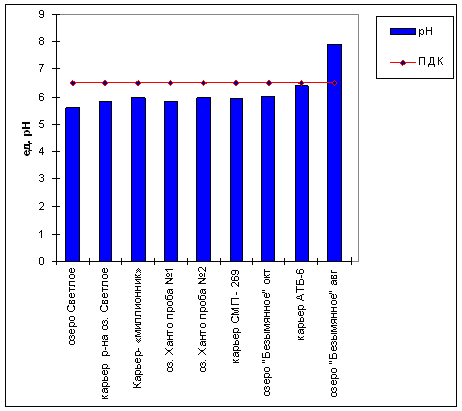 9
8
7
6
5
4
3
2
1
0
ед, pH
озеро Светлое
карьер р-на оз. Светлое
Карьер- «миллионник»
оз. Ханто проба №1
оз. Ханто проба №2
карьер СМП - 269
озеро "Безымянное" окт
карьер АТБ-6
озеро "Безымянное" авг
pH
ПДК